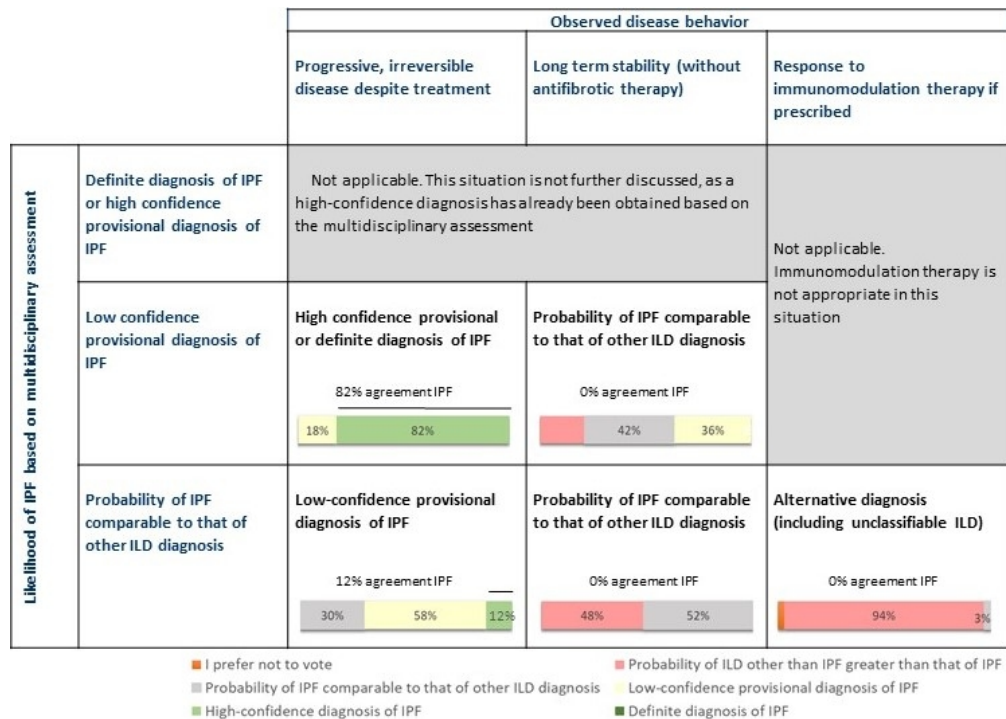 Observed disease behavior
Progressive, irreversible
disease despite treatment
Long term stability (without
antifibrotic therapy)
Response to
immunomodulation therapy if
prescribed
Likelihood of IPF based on multidisciplinary assessment
Definite diagnosis of IPF
or high confidence
provisional diagnosis of
IPF
Not applicable. This situation is not further discussed, as a
high-confidence diagnosis has already been obtained based on
the multidisciplinary assessment
Not applicable.
Immunomodulation therapy is
not appropriate in this
situation
Low confidence
provisional diagnosis of
IPF
High confidence provisional
or definite diagnosis of IPF
82% agreement IPF
18% 82%
Probability of IPF comparable
to that of other ILD diagnosis
0% agreement IPF
42% 36%
Probability of IPF
comparable to that of
other ILD diagnosis
Low-confidence provisional
diagnosis of IPF
12% agreement IPF
30% 58% 12%
Probability of IPF comparable
to that of other ILD diagnosis
0% agreement IPF
48% 52%
Alternative diagnosis
(including unclassifiable ILD)
0% agreement IPF
94% 3%
I prefer not to vote
Probability of ILD other than IPF greater than that of IPF
Probability of IPF comparable to that of other ILD diagnosis
Low-confidence provisional diagnosis of IPF
High-confidence diagnosis of IPF
Definite diagnosis of IPF